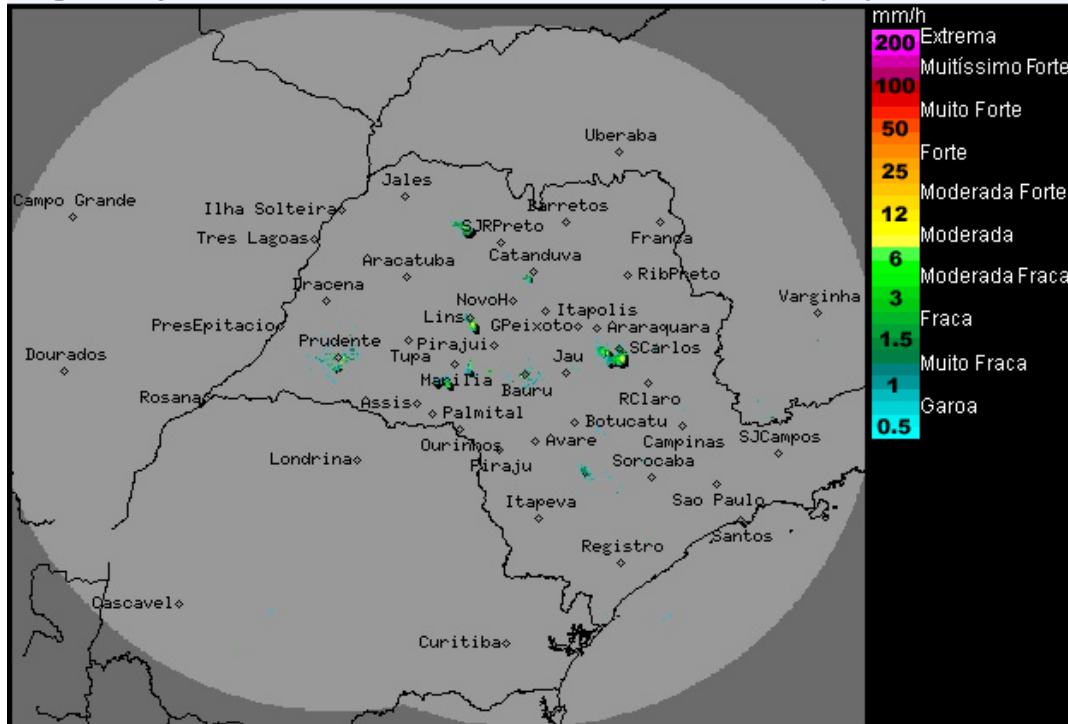 mm/h
200 Extrema
Muitíssimo Forte
100
Muito Forte
50
Forte
25
Moderada Forte
12
Moderada
6
Moderada Fraca
3
Fraca
1.5
Muito Fraca
1
Garoa
0.5
Uberaba
Jales
Campo Grande
Ilha Solteira
Barretos
SJRPreto
Tres Lagoas
Franca
Catanduva
Aracatuba
RibPreto
Dracena
NovoH
Varginha
Itapolis
Lins
PresEpitacio
GPeixoto
Araraquara
Prudente
Pirajui
SCarlos
Dourados
Tupa
Jau
Marilia
Bauru
Rosana
Assis
RClaro
Palmital
Botucatu
Ourinhos
Avare
Campinas
SJCampos
Londrina
Piraju
Sorocaba
Itapeva
Sao Paulo
Santos
Registro
Cascavel
Curitiba